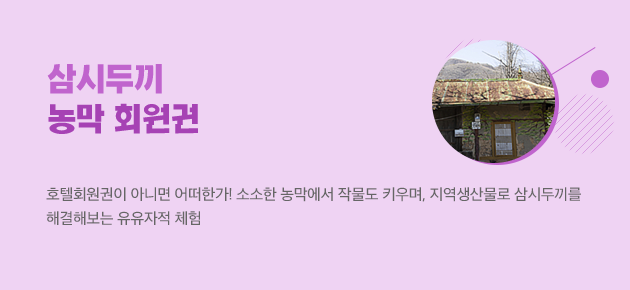 삼시두끼
농막 회원권
호텔회원권이 아니면 어떠한가! 소소한 농막에서 작물도 키우며, 지역생산물로 삼시두끼를
해결해보는 유유자적 체험